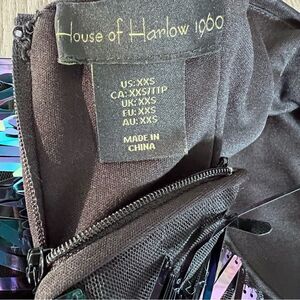 House of Harlow 1960
US:XXS
CA:XXS/TTP
UK:XXS
EU:XXS
AU:XXS
MADE IN
CHINA